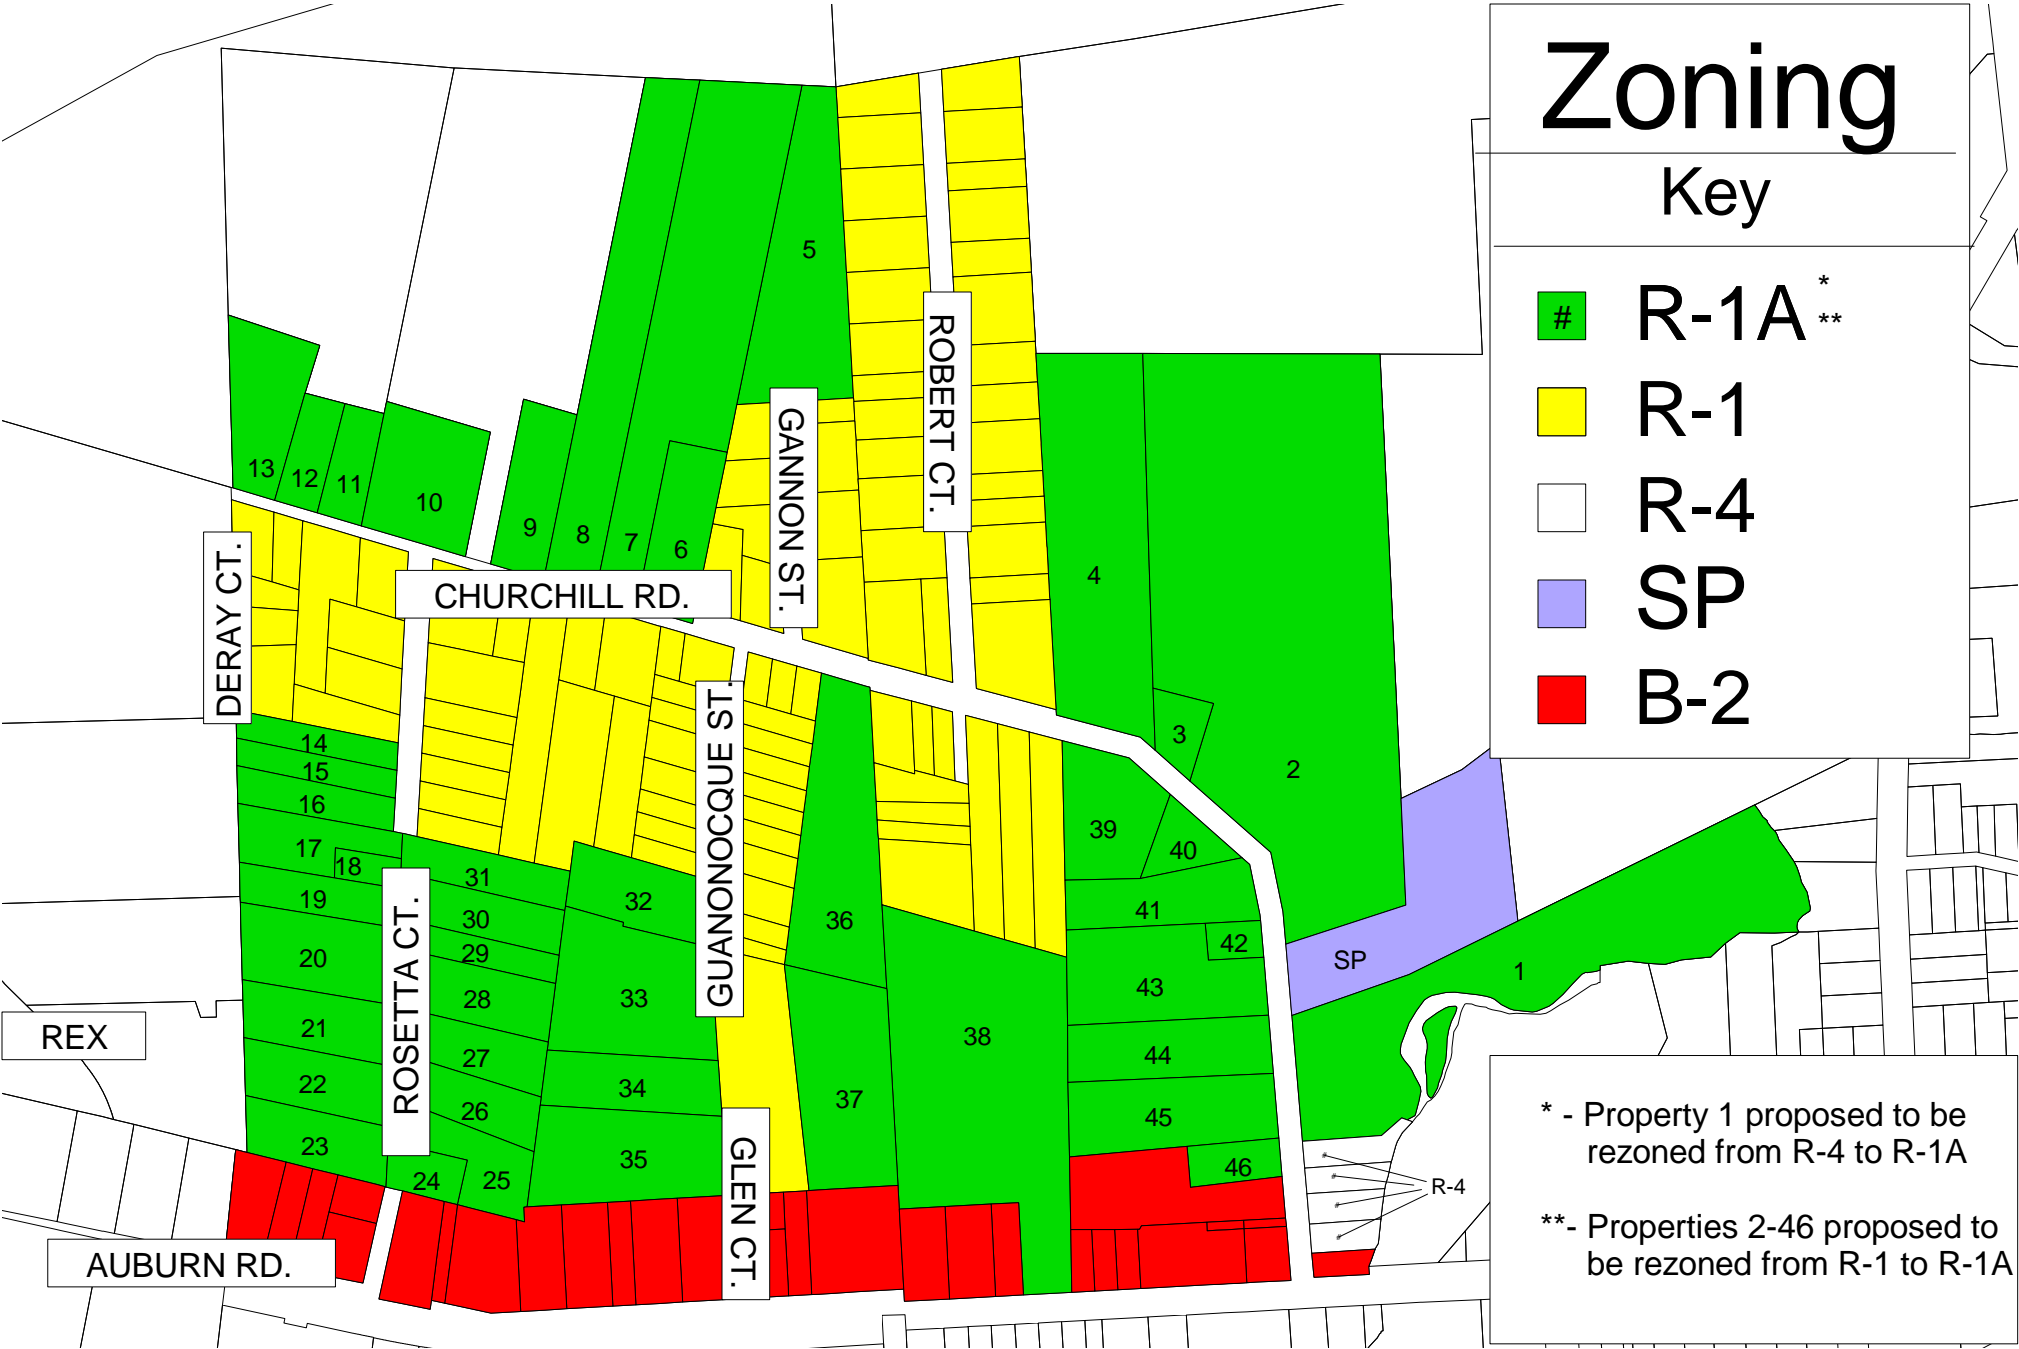 Zoning
Key
# R-1A *
**
R-1
R-4
SP
B-2
5
ROBERT CT.
GANNON ST.
13
12
11
10
9
8
7
6
4
DERAY CT.
CHURCHILL RD.
GUANONOCQUE ST.
3
2
14
15
16
17
18
19
20
21
22
23
ROSETTA CT.
31
30
29
28
27
26
25
24
32
33
34
35
36
37
38
39
40
41
42
43
44
45
46
SP
1
REX
GLEN CT.
AUBURN RD.
R-4
* - Property 1 proposed to be
rezoned from R-4 to R-1A
**- Properties 2-46 proposed to
be rezoned from R-1 to R-1A